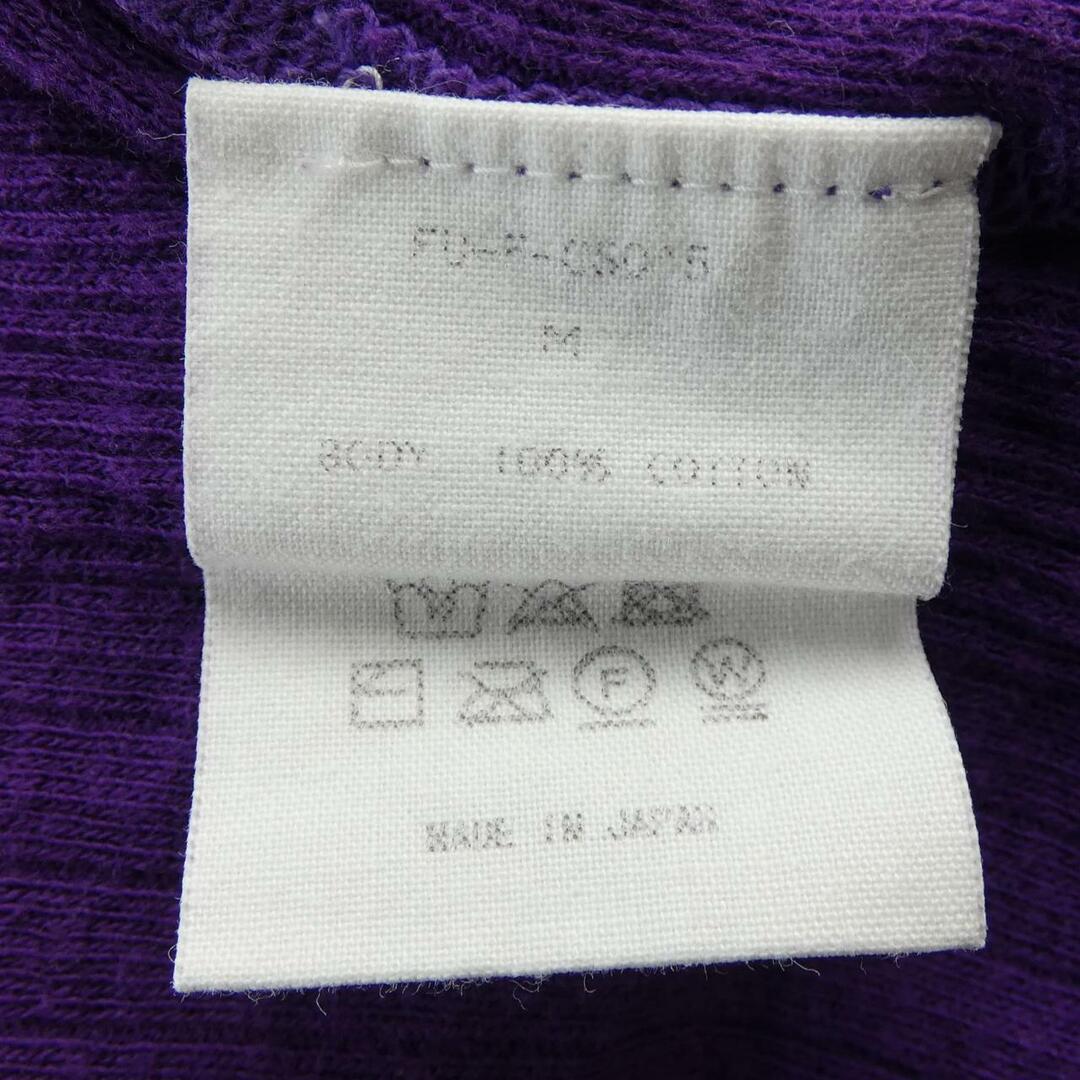 M
BODY 100% COTTON
F W
MADE IN JAPAN